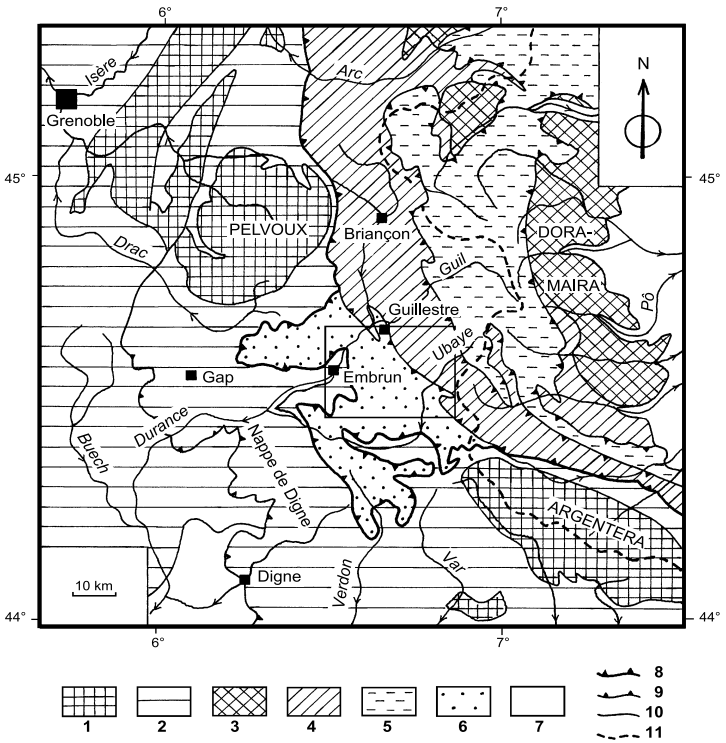 6°
7°
Isère
Arc
N
Grenoble
45°
45°
PELVOUX
Briançon
DORA-
Drac
Guil
MAIRA
Pô
Guillestre
Ubaye
Gap
Embrun
Durance
Buech
Nappe de Digne
ARGENTERA
10 km
Digne
Verdon
Var
44°
44°
6°
7°
8
9
10
11
1
2
3
4
5
6
7